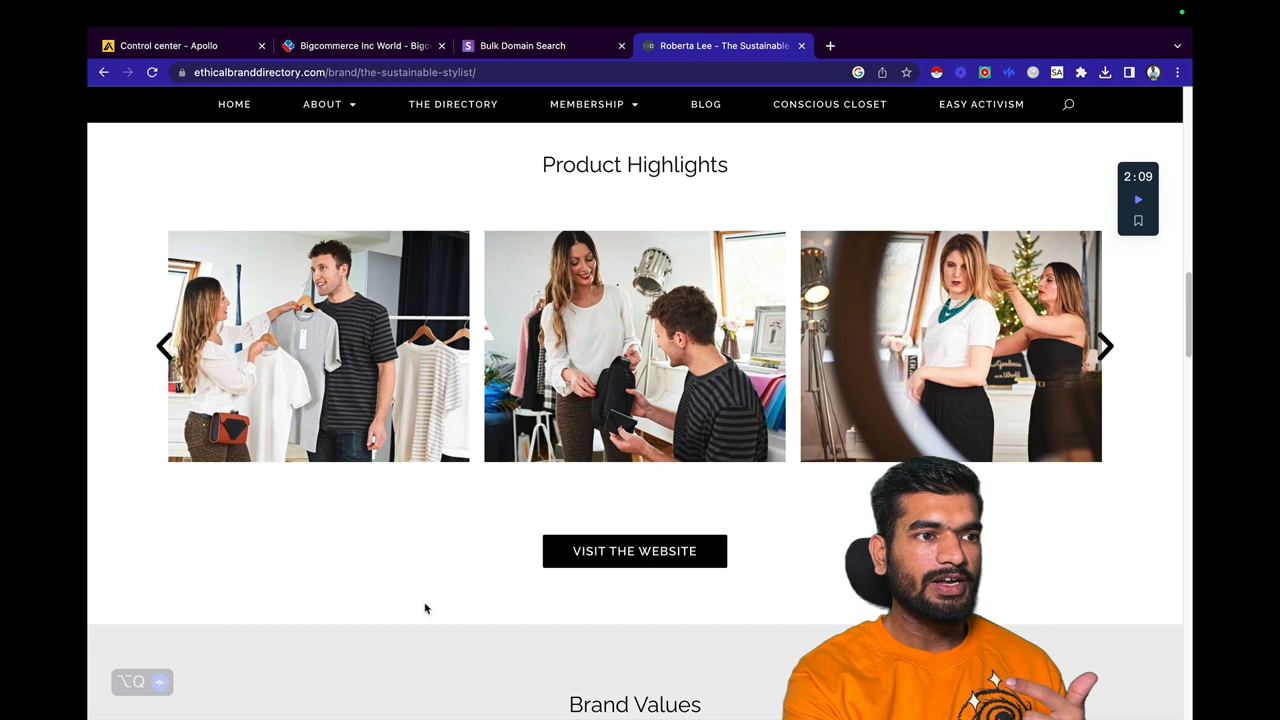 Control center - Apollo
Bigcommerce Inc World - Bigc
Bulk Domain Search
Roberta Lee - The Sustainable
ethicalbranddirectory.com/brand/the-sustainable-stylist/
SA
HOME
ABOUT
THE DIRECTORY
MEMBERSHIP
BLOG
CONSCIOUS CLOSET
EASY ACTIVISM
Product Highlights
2:09
VISIT THE WEBSITE
⌥Q
Brand Values